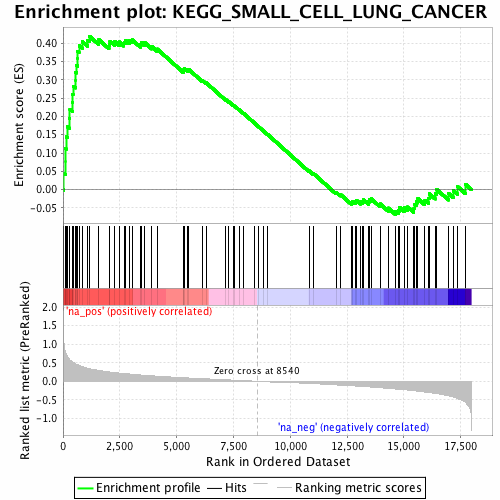 Enrichment plot: KEGG_SMALL_CELL_LUNG_CANCER
Enrichment score (ES)
0.40
0.35
0.30
0.25
0.20
0.15
0.10
0.05
0.00
-0.05
'na_pos' (positively correlated)
Ranked list metric (PreRanked)
2.0
1.5
1.0
0.5
0.0
-0.5
-1.0
Zero cross at 8540
'na_neg' (negatively correlated)
0
2,500
5,000
7,500
10,000
12,500
15,000
17,500
Rank in Ordered Dataset
Enrichment profile
Hits
Ranking metric scores